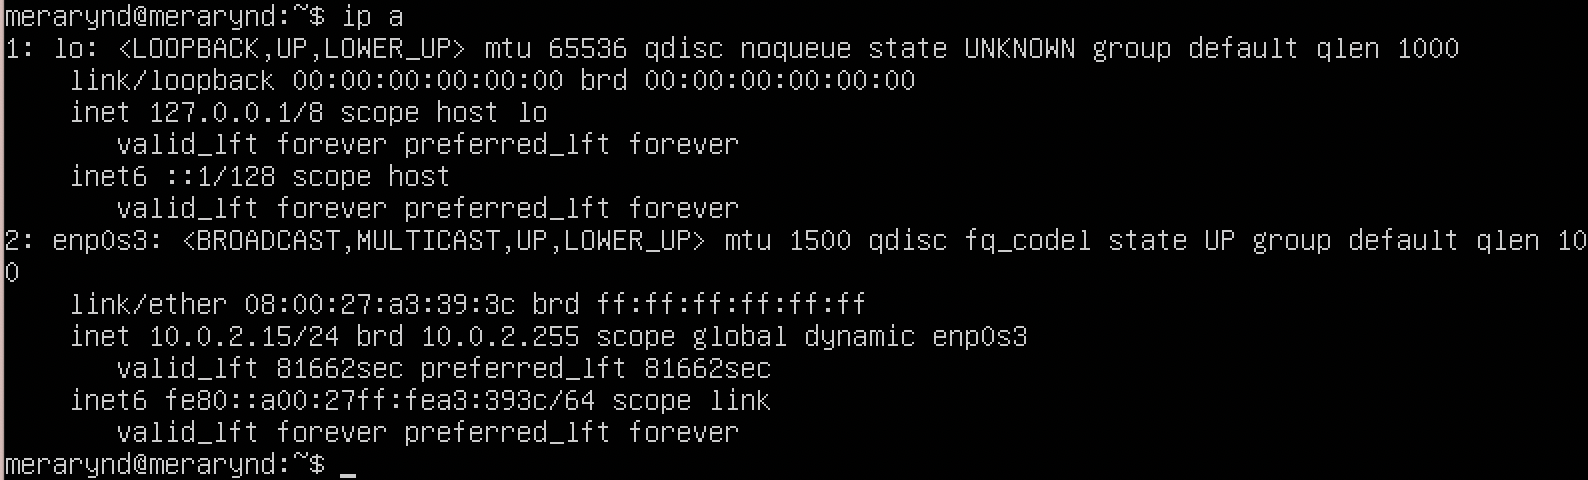 merarynd@merarynd:~$ ip a
1: lo: <LOOPBACK,UP,LOWER_UP> mtu 65536 qdisc noqueue state UNKNOWN group default qlen 1000
    link/loopback 00:00:00:00:00:00 brd 00:00:00:00:00:00
    inet 127.0.0.1/8 scope host lo
       valid_lft forever preferred_lft forever
    inet6 ::1/128 scope host
       valid_lft forever preferred_lft forever
2: enp0s3: <BROADCAST,MULTICAST,UP,LOWER_UP> mtu 1500 qdisc fq_codel state UP group default qlen 10
0
    link/ether 08:00:27:a3:39:3c brd ff:ff:ff:ff:ff:ff
    inet 10.0.2.15/24 brd 10.0.2.255 scope global dynamic enp0s3
       valid_lft 81662sec preferred_lft 81662sec
    inet6 fe80::a00:27ff:fea3:393c/64 scope link
       valid_lft forever preferred_lft forever
merarynd@merarynd:~$ _